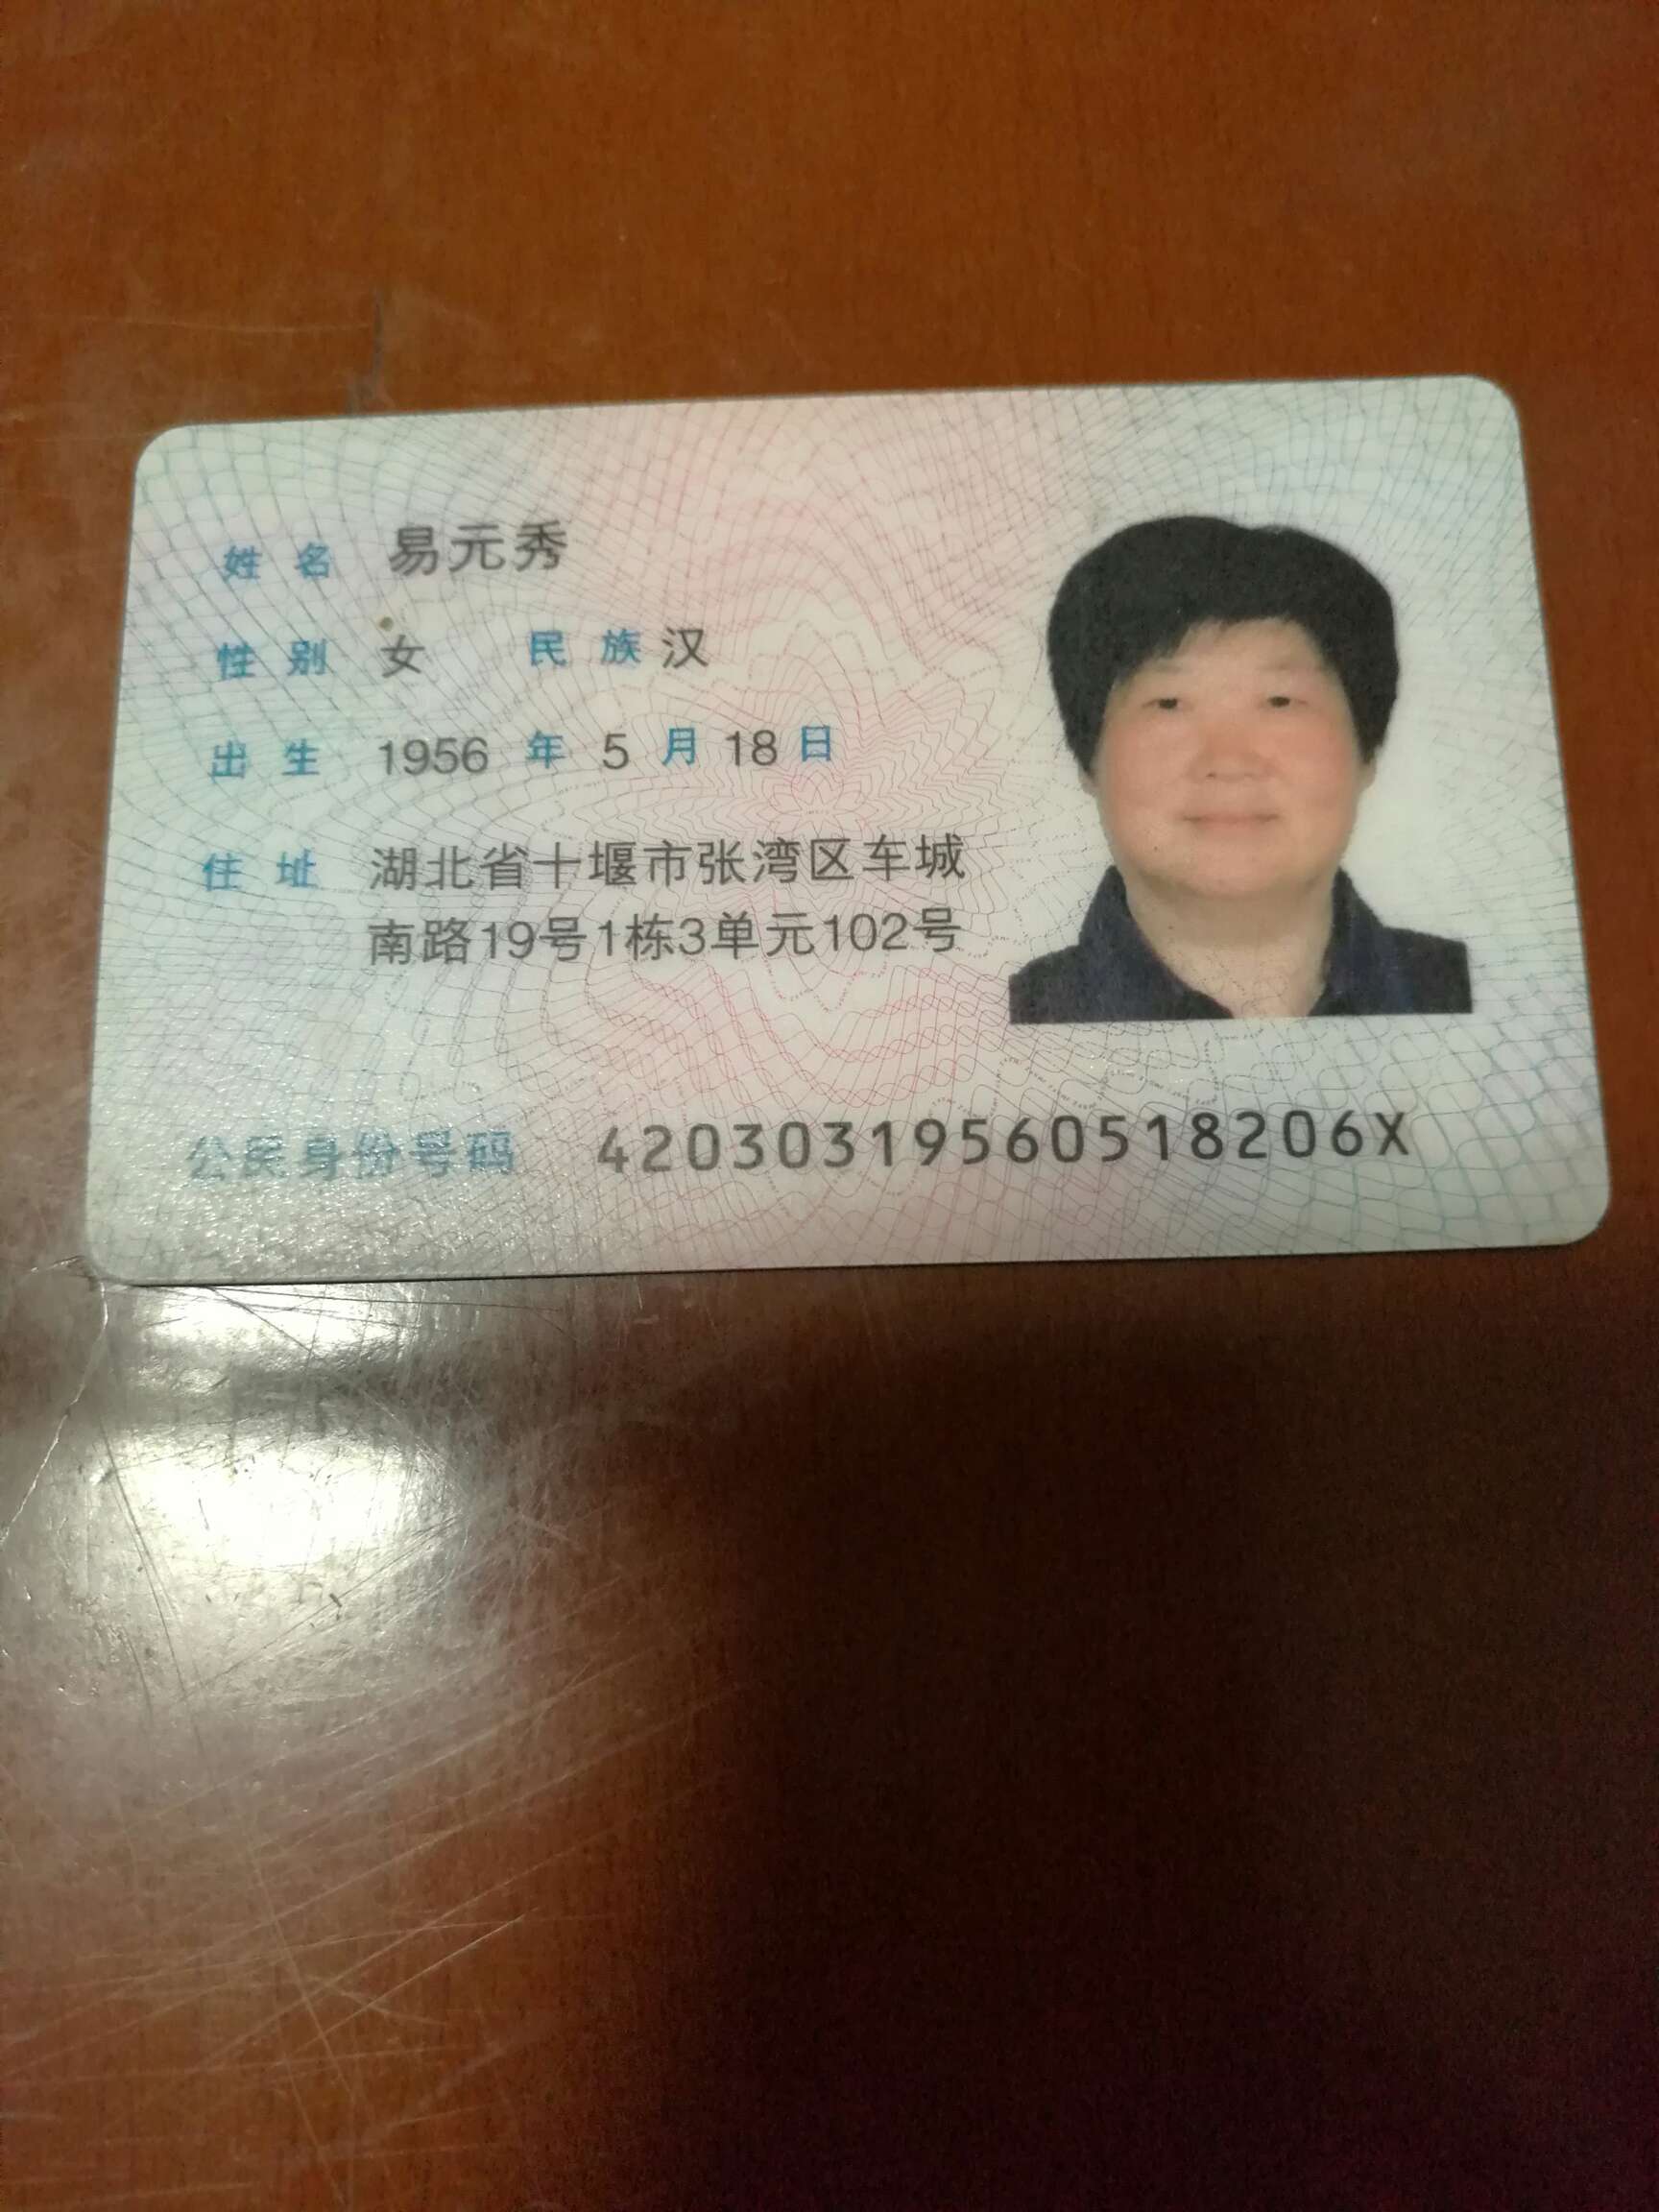 姓名 易元秀
性别 女 民族 汉
出生 1956 年 5 月 18 日
住址 湖北省十堰市张湾区车城
南路19号1栋3单元102号
公民身份号码 42030319560518206X